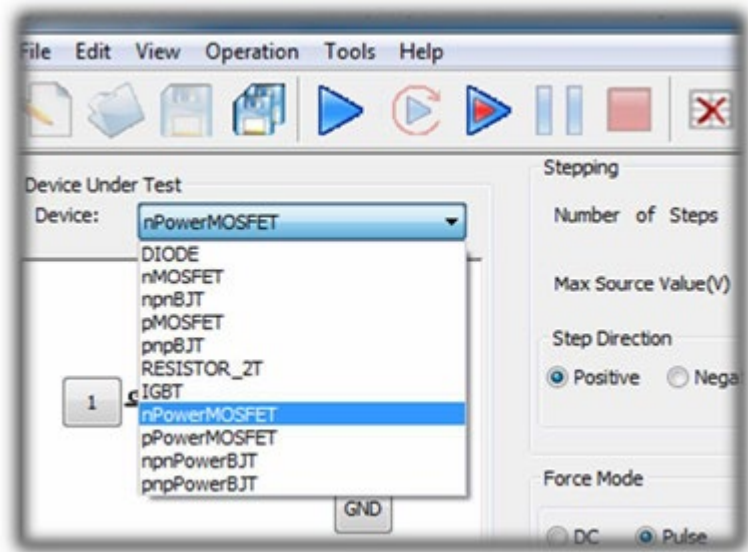 File Edit View Operation Tools Help
Device Under Test
Device: nPowerMOSFET
DIODE
nMOSFET
npnBJT
pMOSFET
pnpBJT
RESISTOR_2T
IGBT
nPowerMOSFET
pPowerMOSFET
npnPowerBJT
pnpPowerBJT
1
GND
Stepping
Number of Steps
Max Source Value(V)
Step Direction
Positive Nega
Force Mode
DC Pulse